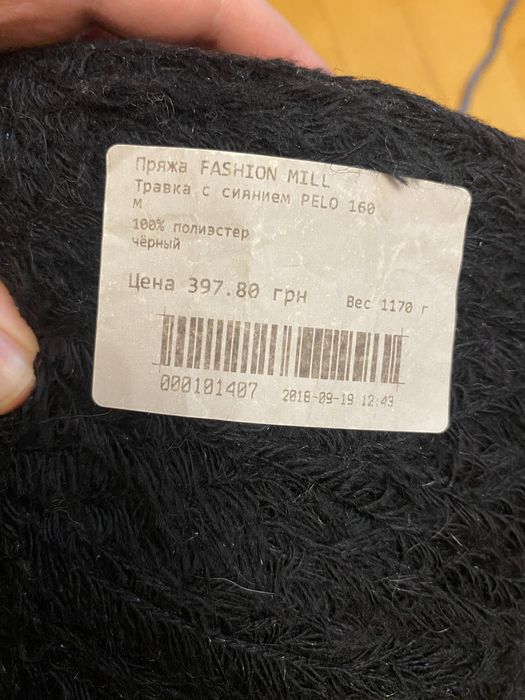 Пряжа FASHION MILL
Травка с сиянием PELO 160
м
100% полиэстер
чёрный
Цена 397.80 грн
Вес 1170 г
000101407
2018-09-19 12:43